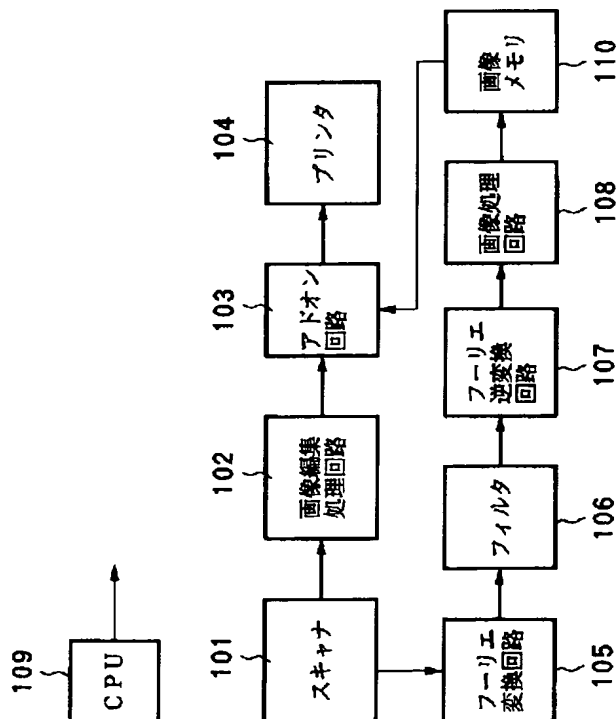 109
CPU
101
スキャナ
102
画像編集
処理回路
103
アドオン
回路
104
プリンタ
フーリエ
変換回路
105
フィルタ
106
フーリエ
逆変換
回路
107
画像処理
回路
108
画像
メモリ
110